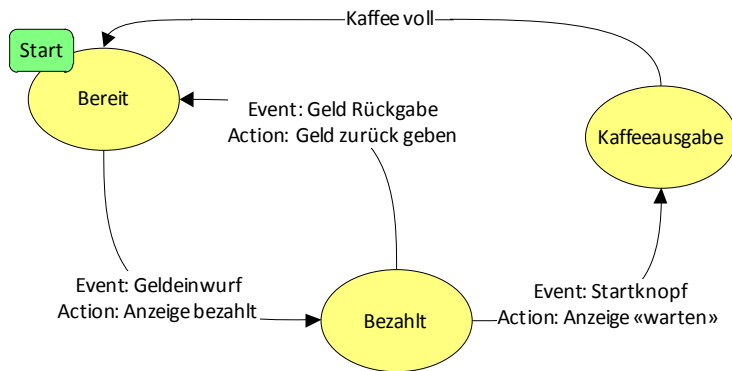 Kaffee voll
Start
Bereit
Event: Geld Rückgabe
Action: Geld zurück geben
Kaffeeausgabe
Event: Geldeinwurf
Action: Anzeige bezahlt
Bezahlt
Event: Startknopf
Action: Anzeige «warten»